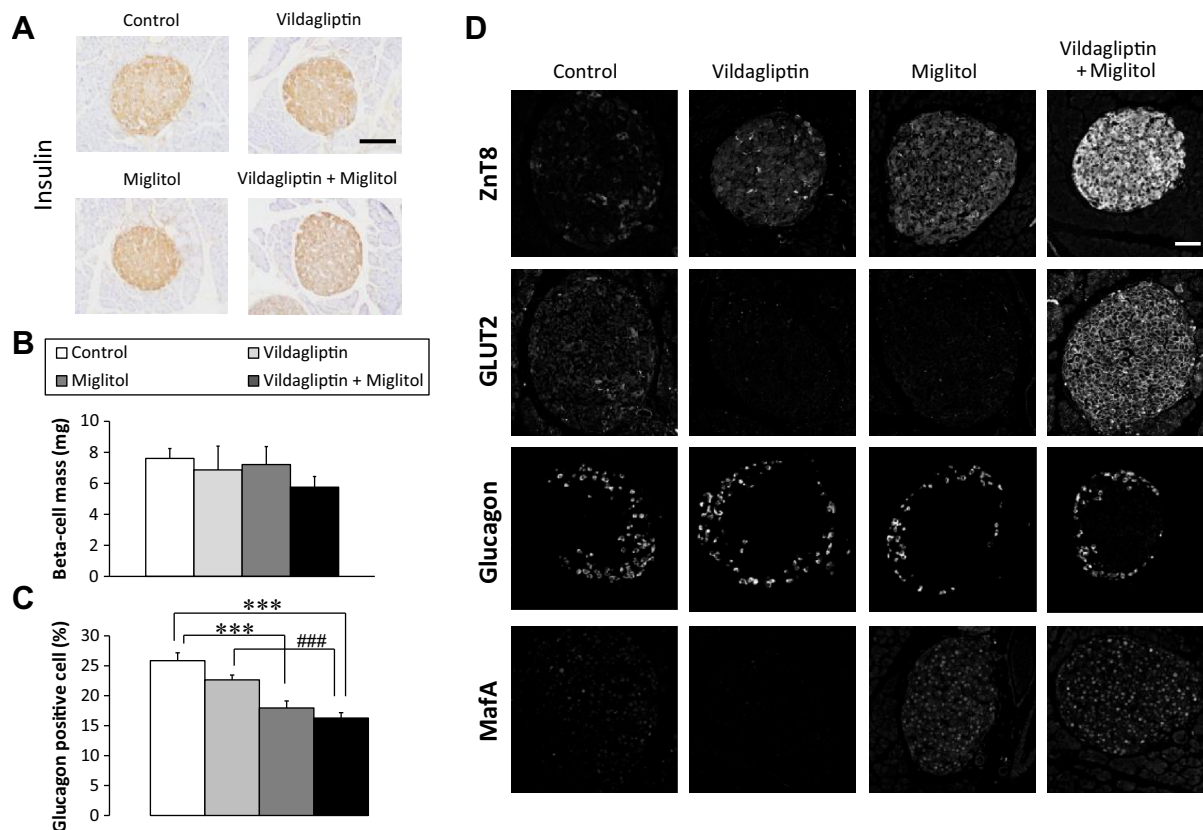 A
Control
Vildagliptin
Insulin
Miglitol
Vildagliptin + Miglitol
B
Control
Vildagliptin
Miglitol
Vildagliptin + Miglitol
Beta-cell mass (mg)
10
8
6
4
2
0
C
Glucagon positive cell (%)
30
25
20
15
10
5
0
***
***
###
D
Control
Vildagliptin
Miglitol
Vildagliptin
+ Miglitol
ZnT8
GLUT2
Glucagon
MafA